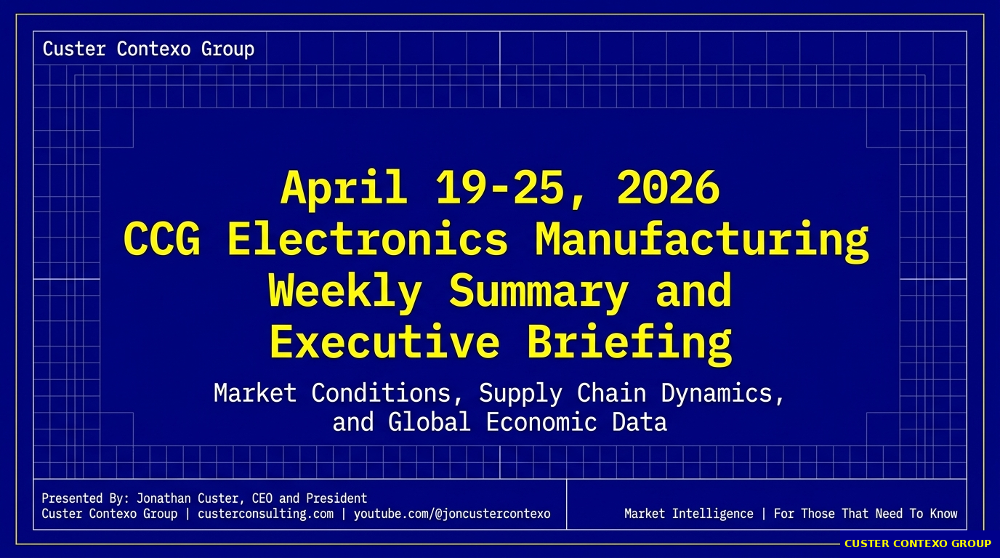 Custer Contexo Group
April 19-25, 2026
CCG Electronics Manufacturing
Weekly Summary and
Executive Briefing
Market Conditions, Supply Chain Dynamics,
and Global Economic Data
Presented By: Jonathan Custer, CEO and President
Custer Contexo Group | custerconsulting.com | youtube.com/@joncustercontexo
Market Intelligence | For Those That Need To Know
CUSTER CONTEXO GROUP